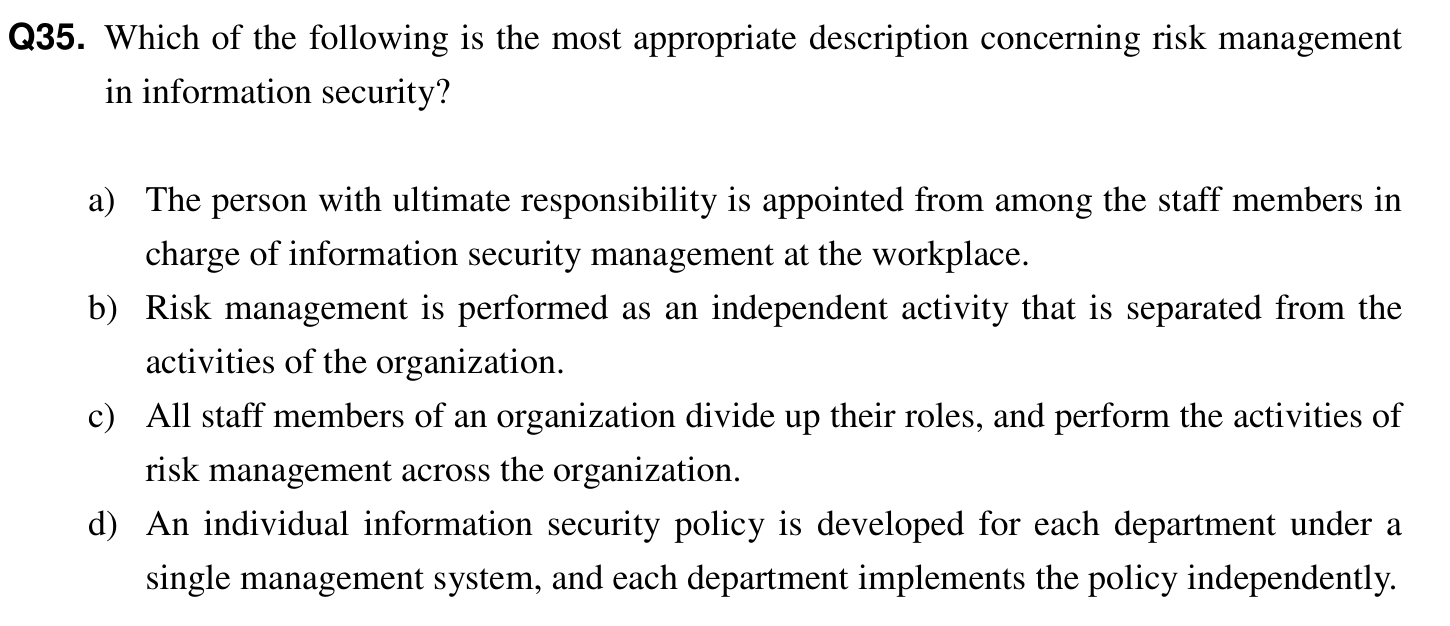 Q35. Which of the following is the most appropriate description concerning risk management
in information security?
a) The person with ultimate responsibility is appointed from among the staff members in
charge of information security management at the workplace.
b) Risk management is performed as an independent activity that is separated from the
activities of the organization.
c) All staff members of an organization divide up their roles, and perform the activities of
risk management across the organization.
d) An individual information security policy is developed for each department under a
single management system, and each department implements the policy independently.